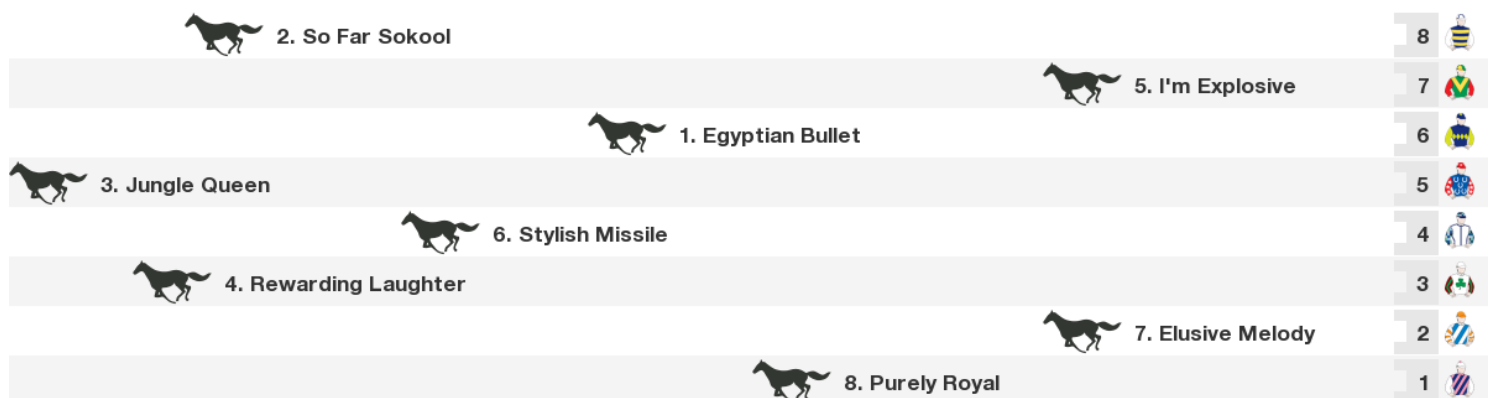 2. So Far Sokool 8
5. I'm Explosive 7
1. Egyptian Bullet 6
3. Jungle Queen 5
6. Stylish Missile 4
4. Rewarding Laughter 3
7. Elusive Melody 2
8. Purely Royal 1